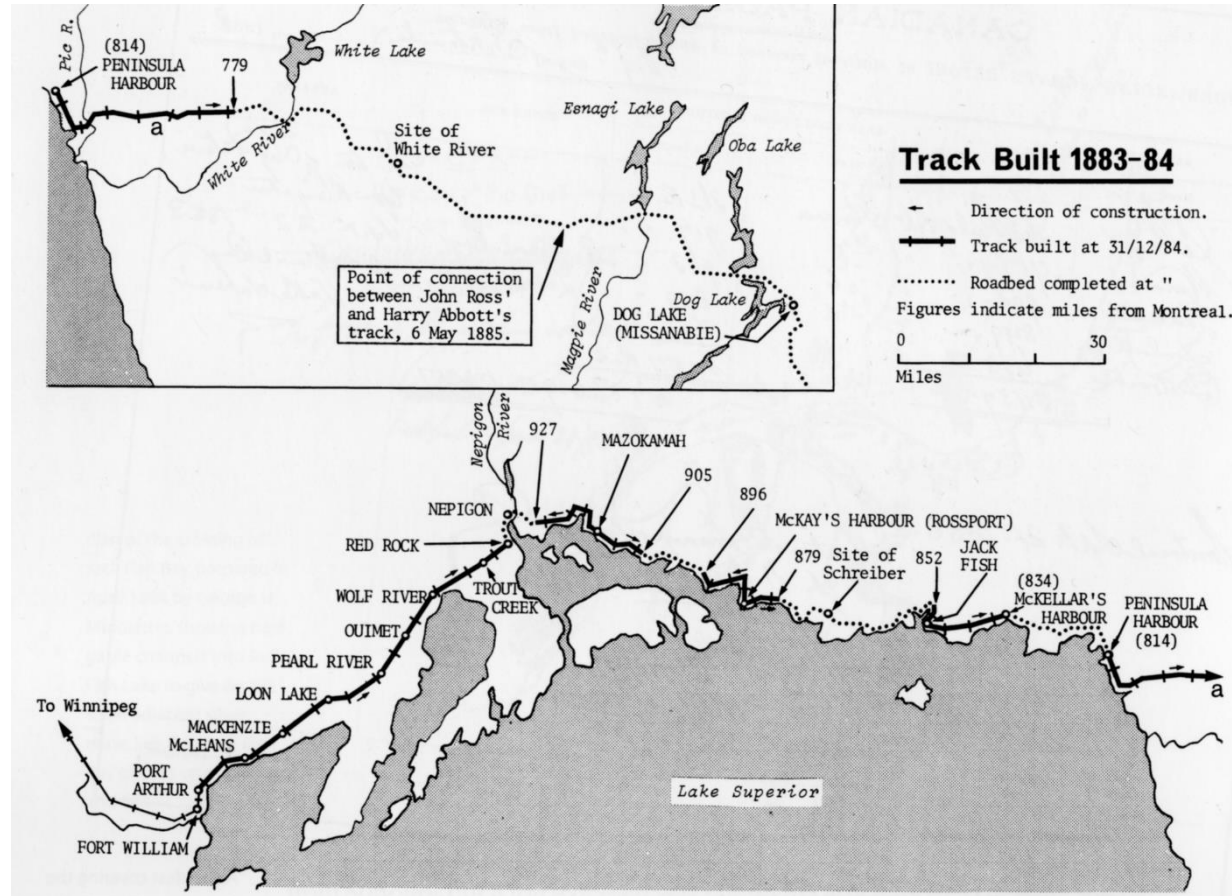 Pic R.
(814)
PENINSULA
HARBOUR
779
White Lake
a
White River
Site of
White River
Esnagi Lake
Oba Lake
Point of connection
between John Ross'
and Harry Abbott's
track, 6 May 1885.
Magpie River
Dog Lake
DOG LAKE
(MISSANABIE)
Track Built 1883-84
Direction of construction.
Track built at 31/12/84.
Roadbed completed at
Figures indicate miles from Montreal.
0 30
Miles
Nepigon
River
927
MAZOKAMAH
905
896
NEPIGON
McKAY'S HARBOUR (ROSSPORT)
RED ROCK
879
Site of
Schreiber
852
JACK
FISH
(834)
McKELLAR'S
HARBOUR
PENINSULA
HARBOUR
(814)
a
TROUT
CREEK
WOLF RIVER
OUIMET
PEARL RIVER
LOON LAKE
To Winnipeg
MACKENZIE
McLEANS
PORT
ARTHUR
FORT WILLIAM
Lake Superior